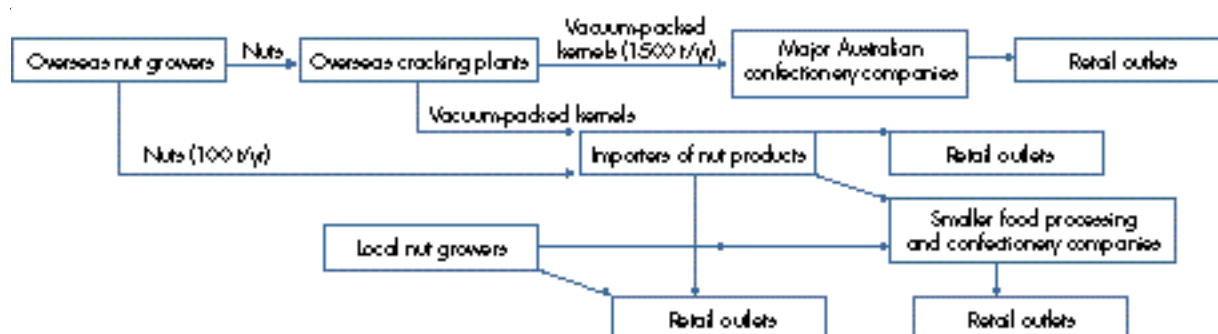 Vacuum-packed
kernels (1500 t/yr)
Overseas nut growers
Nuts
Overseas cracking plants
Major Australian
confectionery companies
Retail outlets
Vacuum-packed kernels
Nuts (100 t/yr)
Importers of nut products
Retail outlets
Smaller food processing
and confectionery companies
Local nut growers
Retail outlets
Retail outlets